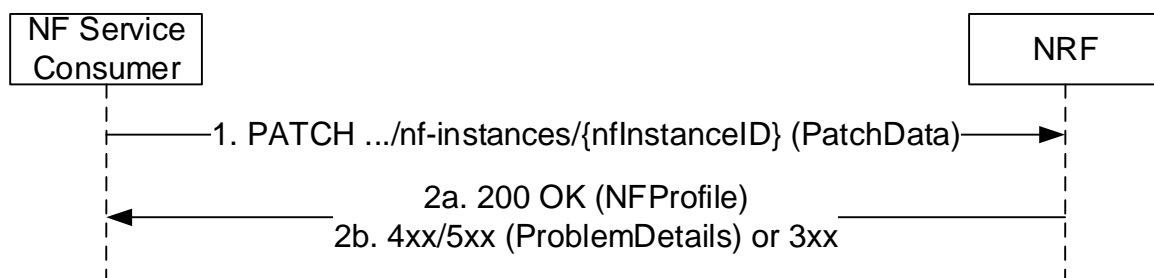 NF Service
Consumer
NRF
1. PATCH .../nf-instances/{nfInstanceID} (PatchData)
2a. 200 OK (NFProfile)
2b. 4xx/5xx (ProblemDetails) or 3xx